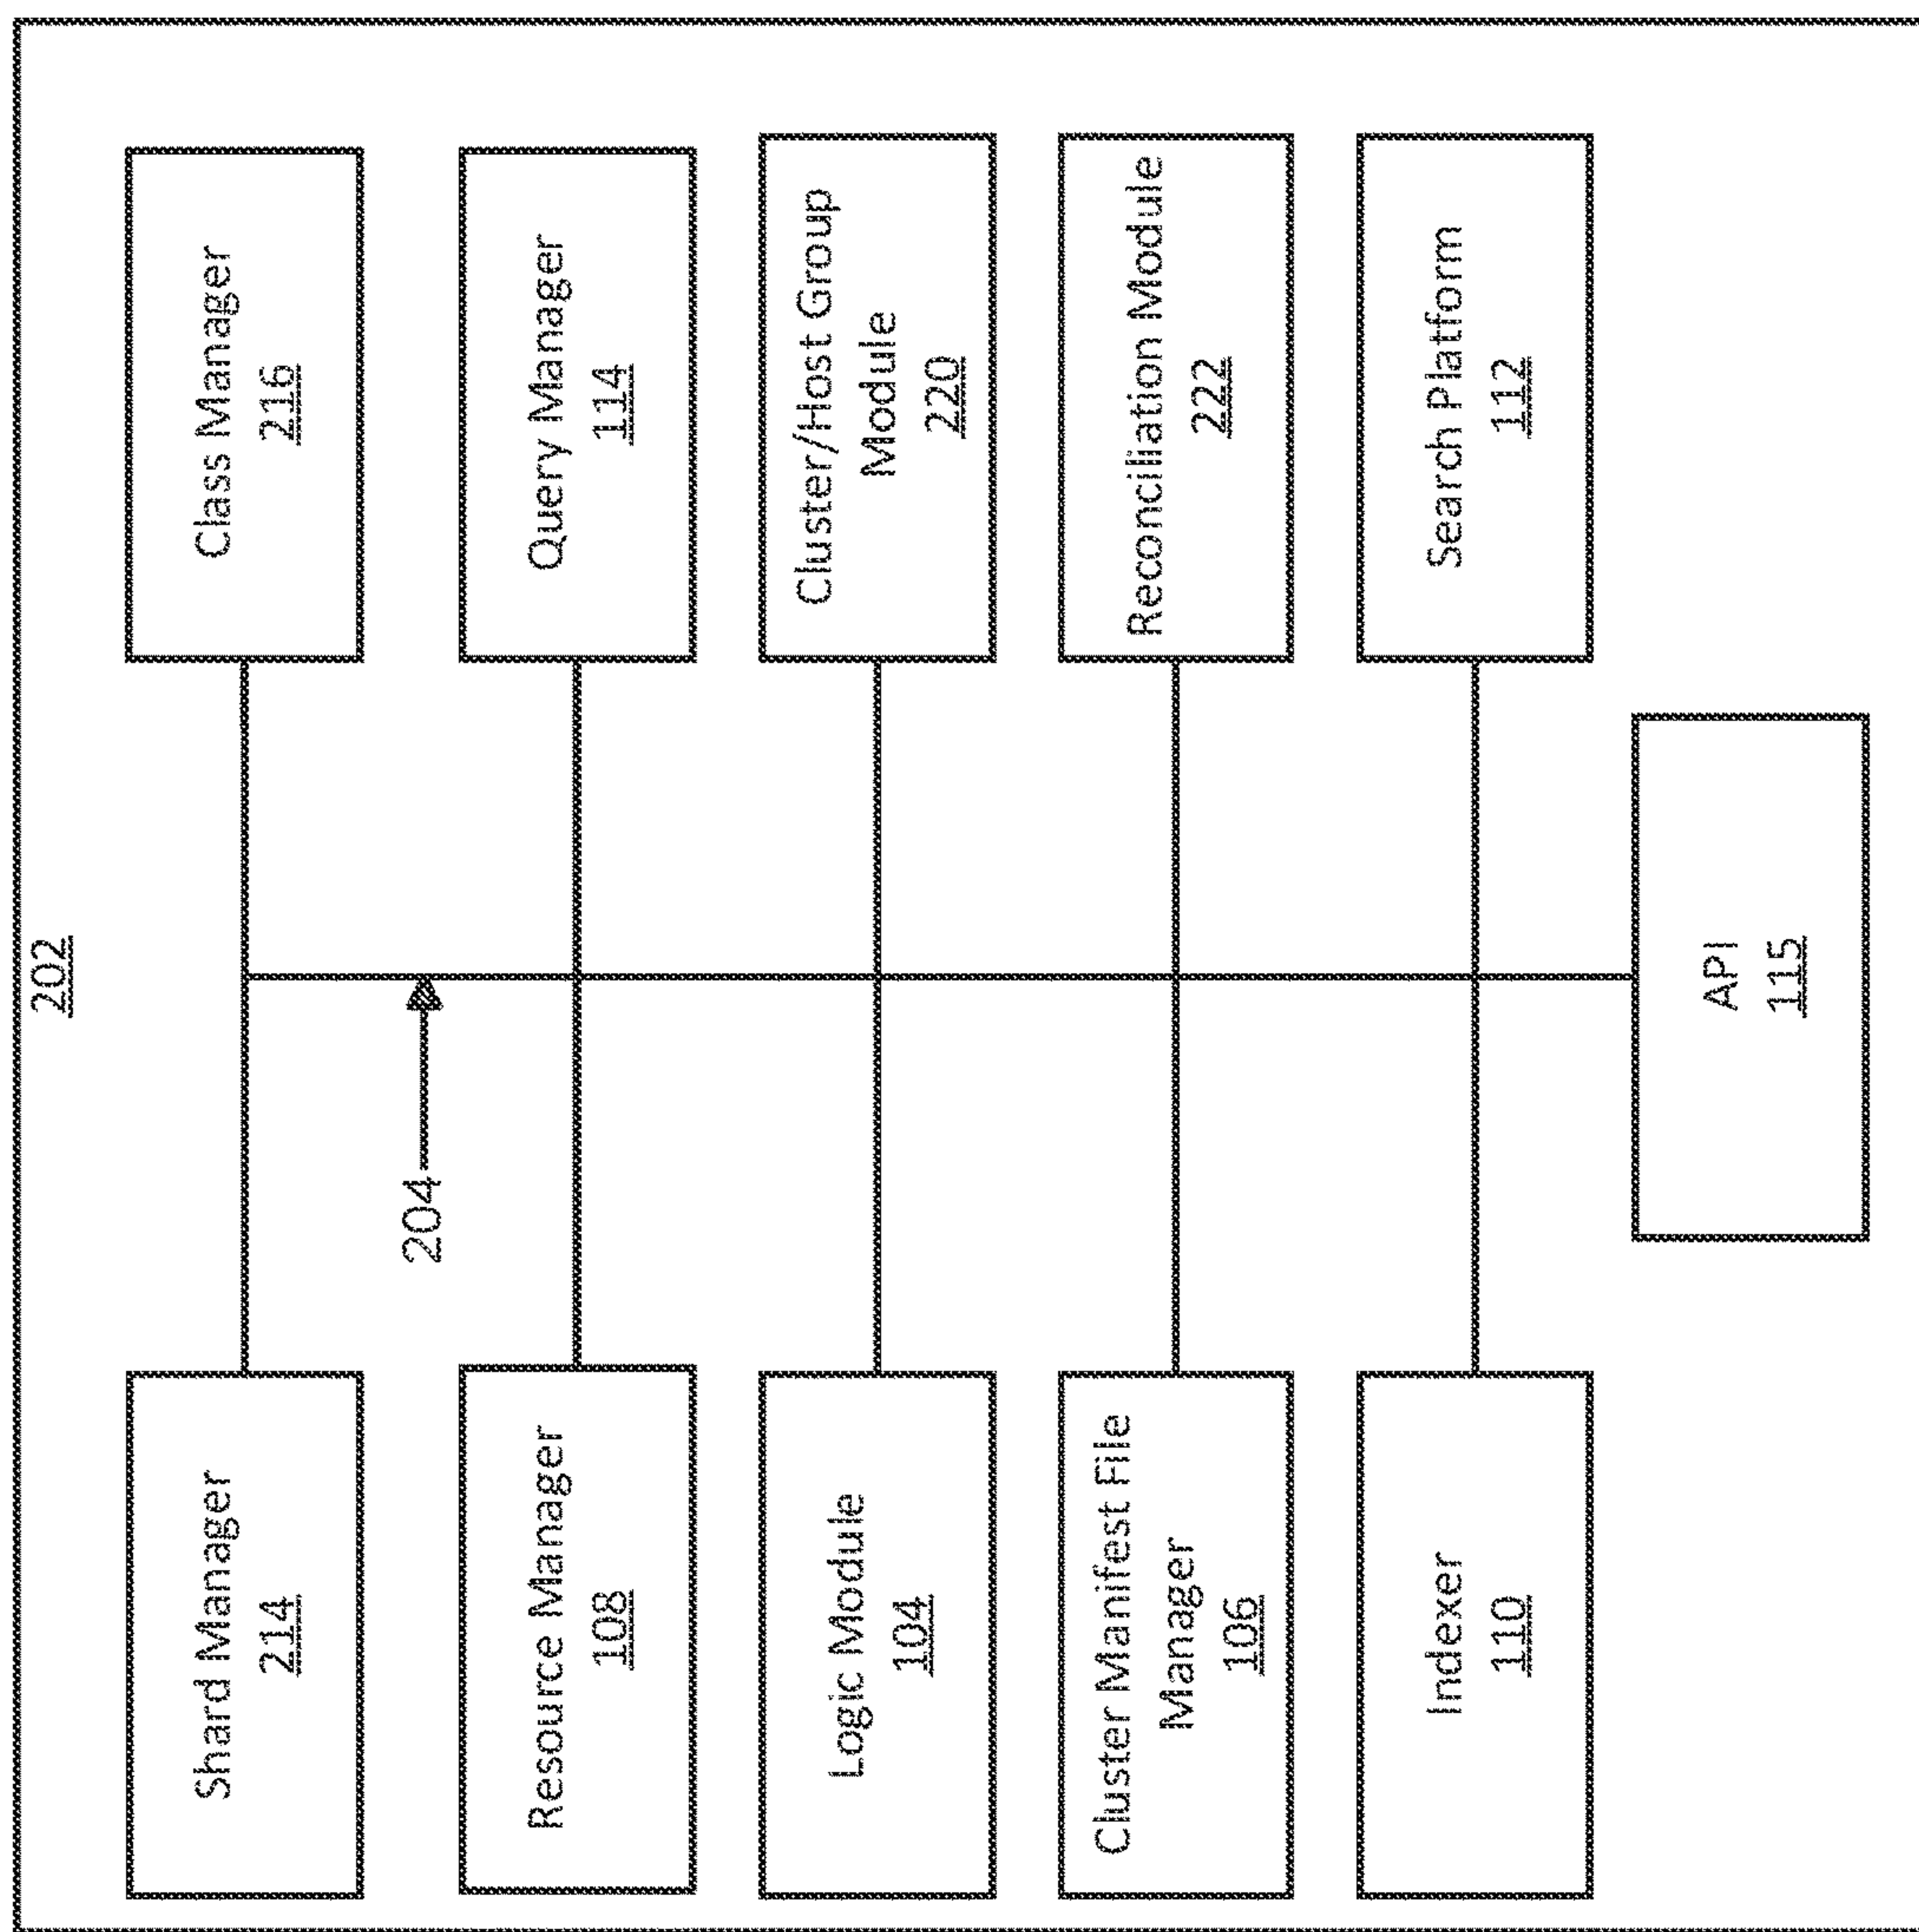 202
Shard Manager
214
Class Manager
216
204
Resource Manager
108
Query Manager
114
Logic Module
104
Cluster/Host Group
Module
220
Cluster Manifest File
Manager
106
Reconciliation Module
222
Indexer
110
Search Platform
112
API
115